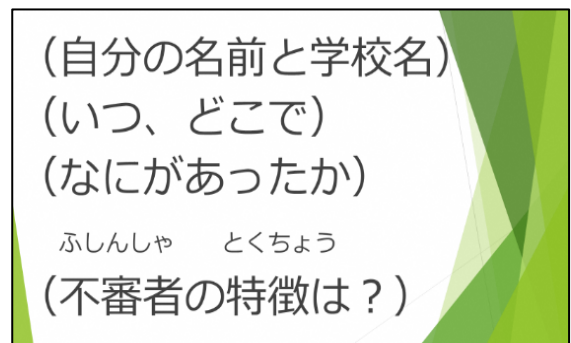 (自分の名前と学校名)
(いつ、どこで)
(なにがあったか)
ふしんしゃ とくちょう
(不審者の特徴は?)